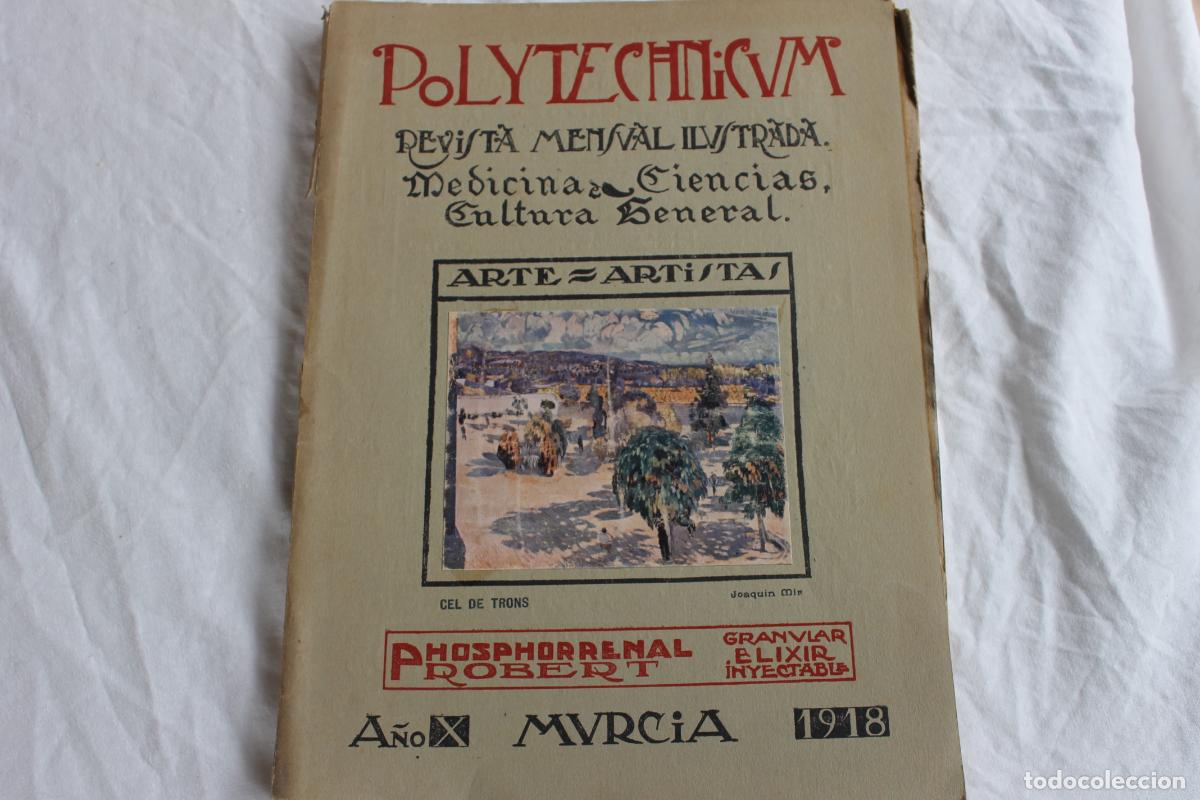 POLYTECHNICVM
REVISTA MENSVAL ILVSTRADA.
Medicina e Ciencias,
Cultura General.
ARTE = ARTISTAS
CEL DE TRONS
Joaquin Mir
PHOSPHORRENAL
ROBERT
GRANVLAR
ELIXIR
INYECTABLE
AÑO X MVRCiA 1918
todocoleccion